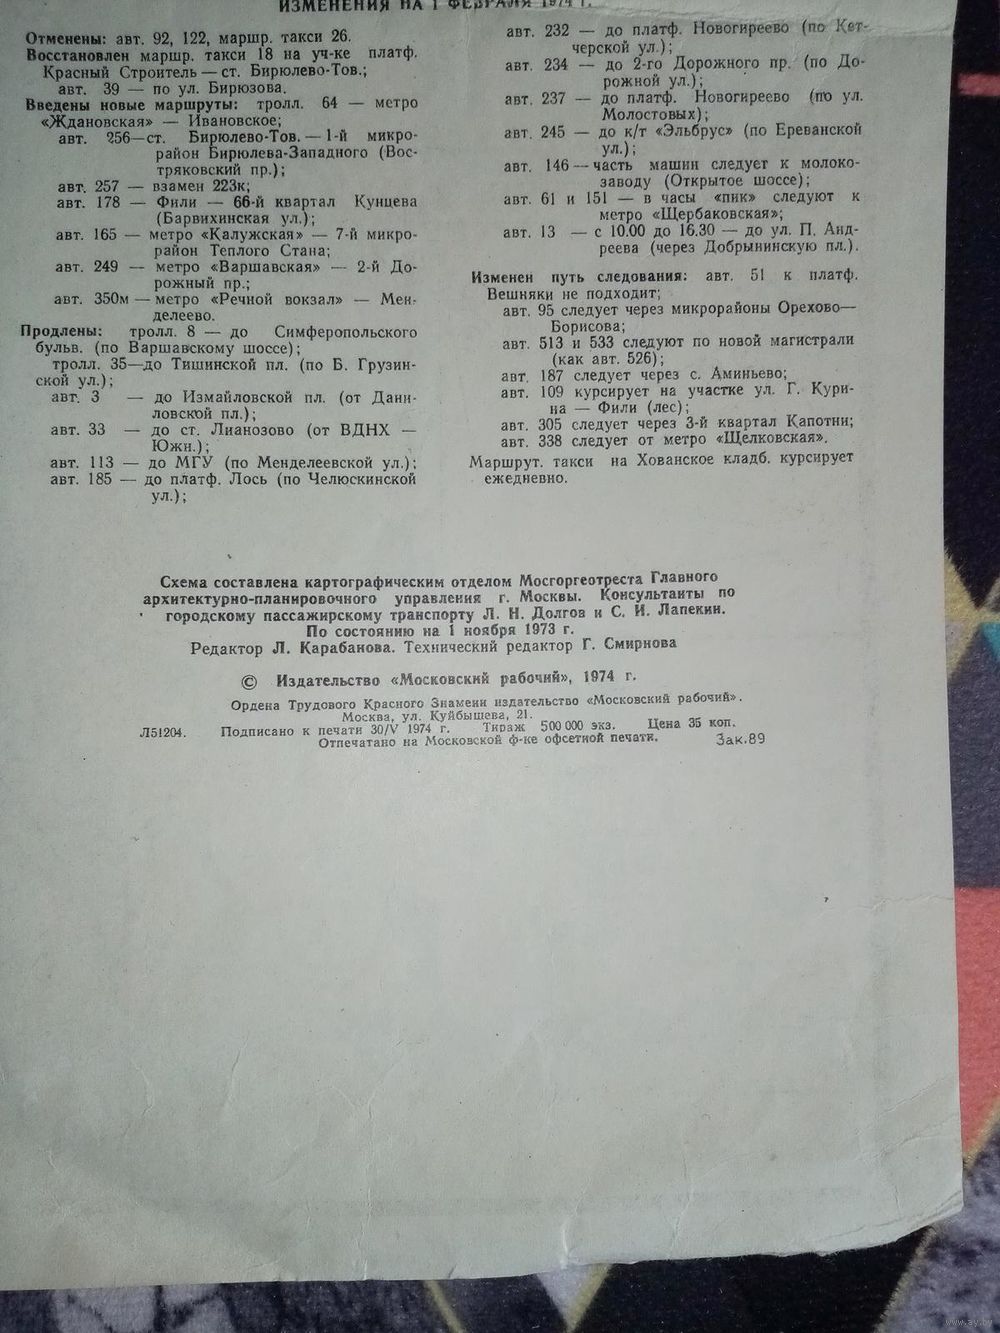 ИЗМЕНЕНИЯ НА 1 ФЕВРАЛЯ 1974 г.
Отменены: авт. 92, 122, маршр. такси 26.
Восстановлен маршр. такси 18 на уч-ке платф.
Красный Строитель — ст. Бирюлево-Тов.;
авт. 39 — по ул. Бирюзова.
Введены новые маршруты: тролл. 64 — метро
«Ждановская» — Ивановское;
авт. 256—ст. Бирюлево-Тов. — 1-й микро-
район Бирюлева-Западного (Вос-
тряковский пр.);
авт. 257 — взамен 223к;
авт. 178 — Фили — 66-й квартал Кунцева
(Барвихинская ул.);
авт. 165 — метро «Калужская» — 7-й микро-
район Теплого Стана;
авт. 249 — метро «Варшавская» — 2-й До-
рожный пр.;
авт. 350м — метро «Речной вокзал» — Мен-
делеево.
Продлены: тролл. 8 — до Симферопольского
бульв. (по Варшавскому шоссе);
тролл. 35—до Тишинской пл. (по Б. Грузин-
ской ул.);
авт. 3 — до Измайловской пл. (от Дани-
ловской пл.);
авт. 33 — до ст. Лианозово (от ВДНХ —
Южн.);
авт. 113 — до МГУ (по Менделеевской ул.);
авт. 185 — до платф. Лось (по Челюскинской
ул.);
авт. 232 — до платф. Новогиреево (по Кет-
черской ул.);
авт. 234 — до 2-го Дорожного пр. (по До-
рожной ул.);
авт. 237 — до платф. Новогиреево (по ул.
Молостовых);
авт. 245 — до к/т «Эльбрус» (по Ереванской
ул.);
авт. 146—часть машин следует к молоко-
заводу (Открытое шоссе);
авт. 61 и 151 — в часы «пик» следуют к
метро «Щербаковская»;
авт. 13 — с 10.00 до 16.30 — до ул. П. Анд-
реева (через Добрынинскую пл.).
Изменен путь следования: авт. 51 к платф.
Вешняки не подходит;
авт. 95 следует через микрорайоны Орехово—
Борисова;
авт. 513 и 533 следуют по новой магистрали
(как авт. 526);
авт. 187 следует через с. Аминьево;
авт. 109 курсирует на участке ул. Г. Кури-
на — Фили (лес);
авт. 305 следует через 3-й квартал Капотни;
авт. 338 следует от метро «Щелковская».
Маршрут. такси на Хованское кладб. курсирует
ежедневно.
Схема составлена картографическим отделом Мосгоргеотреста Главного
архитектурно-планировочного управления г. Москвы. Консультанты по
городскому пассажирскому транспорту Л. Н. Долгов и С. И. Лапекин.
По состоянию на 1 ноября 1973 г.
Редактор Л. Карабанова. Технический редактор Г. Смирнова
© Издательство «Московский рабочий», 1974 г.
Ордена Трудового Красного Знамени издательство «Московский рабочий».
Москва, ул. Куйбышева, 21.
Л51204. Подписано к печати 30/V 1974 г. Тираж 500 000 экз. Цена 35 коп.
Отпечатано на Московской ф-ке офсетной печати. Зак.89
www.ay.by